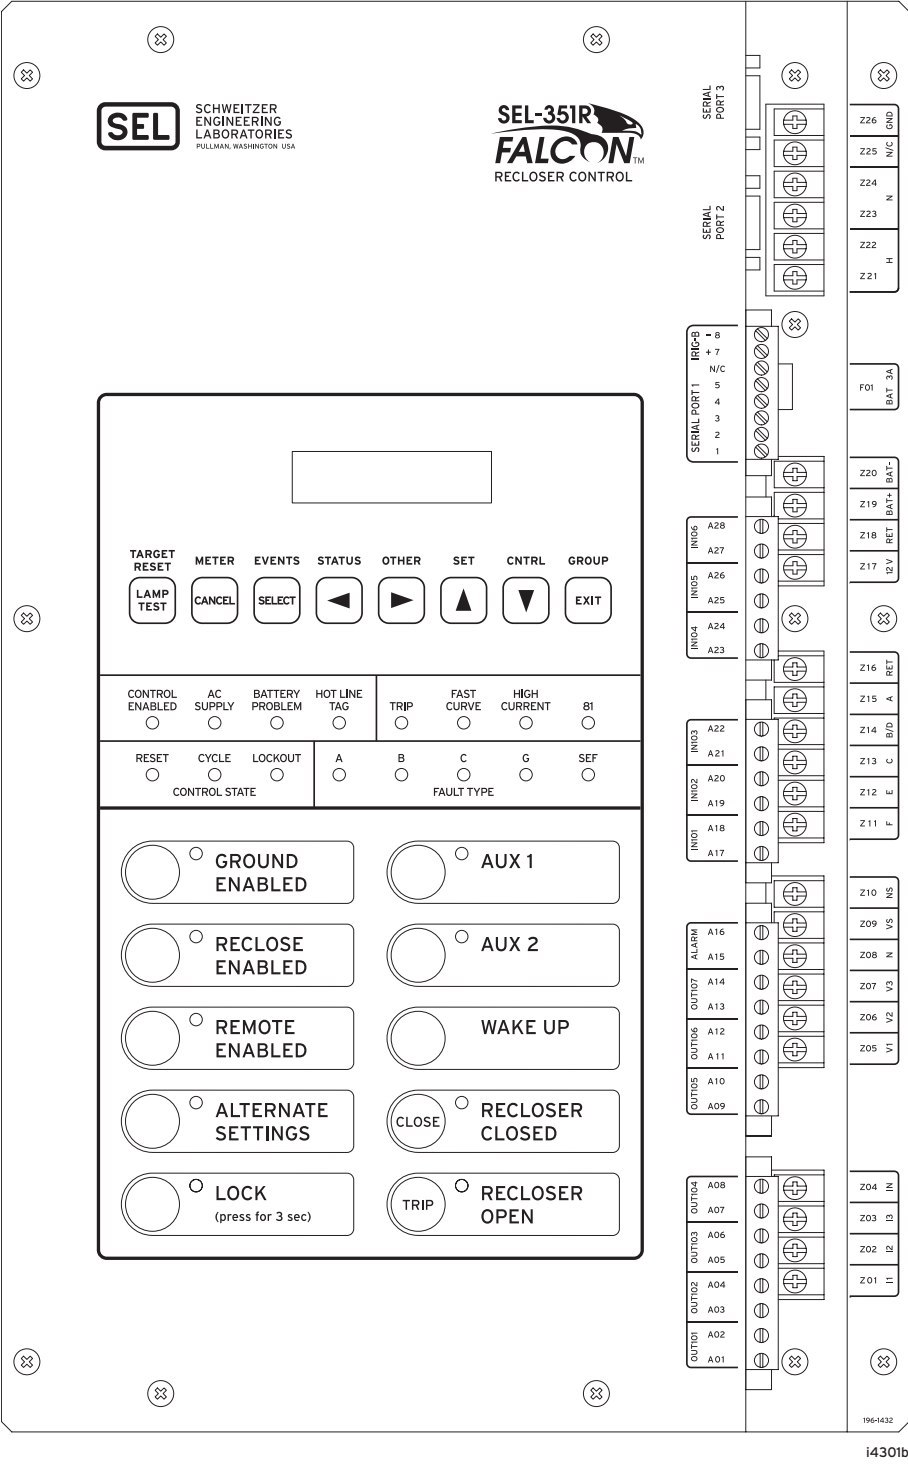 SEL
SCHWEITZER
ENGINEERING
LABORATORIES
PULLMAN, WASHINGTON USA
SEL-351R
FALCON™
RECLOSER CONTROL
TARGET
RESET
METER
EVENTS
STATUS
OTHER
SET
CNTRL
GROUP
LAMP
TEST
CANCEL
SELECT
EXIT
CONTROL
ENABLED
AC
SUPPLY
BATTERY
PROBLEM
HOT LINE
TAG
TRIP
FAST
CURVE
HIGH
CURRENT
81
RESET
CYCLE
LOCKOUT
CONTROL STATE
A
B
C
G
SEF
FAULT TYPE
GROUND
ENABLED
AUX 1
RECLOSE
ENABLED
AUX 2
REMOTE
ENABLED
WAKE UP
ALTERNATE
SETTINGS
CLOSE
RECLOSER
CLOSED
LOCK
(press for 3 sec)
TRIP
RECLOSER
OPEN
SERIAL
PORT 3
SERIAL
PORT 2
IRIG-B
- 8
+ 7
N/C
SERIAL PORT 1
5
4
3
2
1
IN106
A28
A27
IN105
A26
A25
IN104
A24
A23
IN103
A22
A21
IN102
A20
A19
IN101
A18
A17
ALARM
A16
A15
OUT107
A14
A13
OUT106
A12
A11
OUT105
A10
A09
OUT104
A08
A07
OUT103
A06
A05
OUT102
A04
A03
OUT101
A02
A01
Z26 GND
Z25 N/C
Z24
N
Z23
Z22
H
Z21
F01
BAT 3A
Z20 BAT-
Z19 BAT+
Z18 RET
Z17 12V
Z16 RET
Z15 A
Z14 B/D
Z13 C
Z12 E
Z11 F
Z10 NS
Z09 VS
Z08 N
Z07 V3
Z06 V2
Z05 V1
Z04 IN
Z03 I3
Z02 I2
Z01 I1
196-1432
i4301b